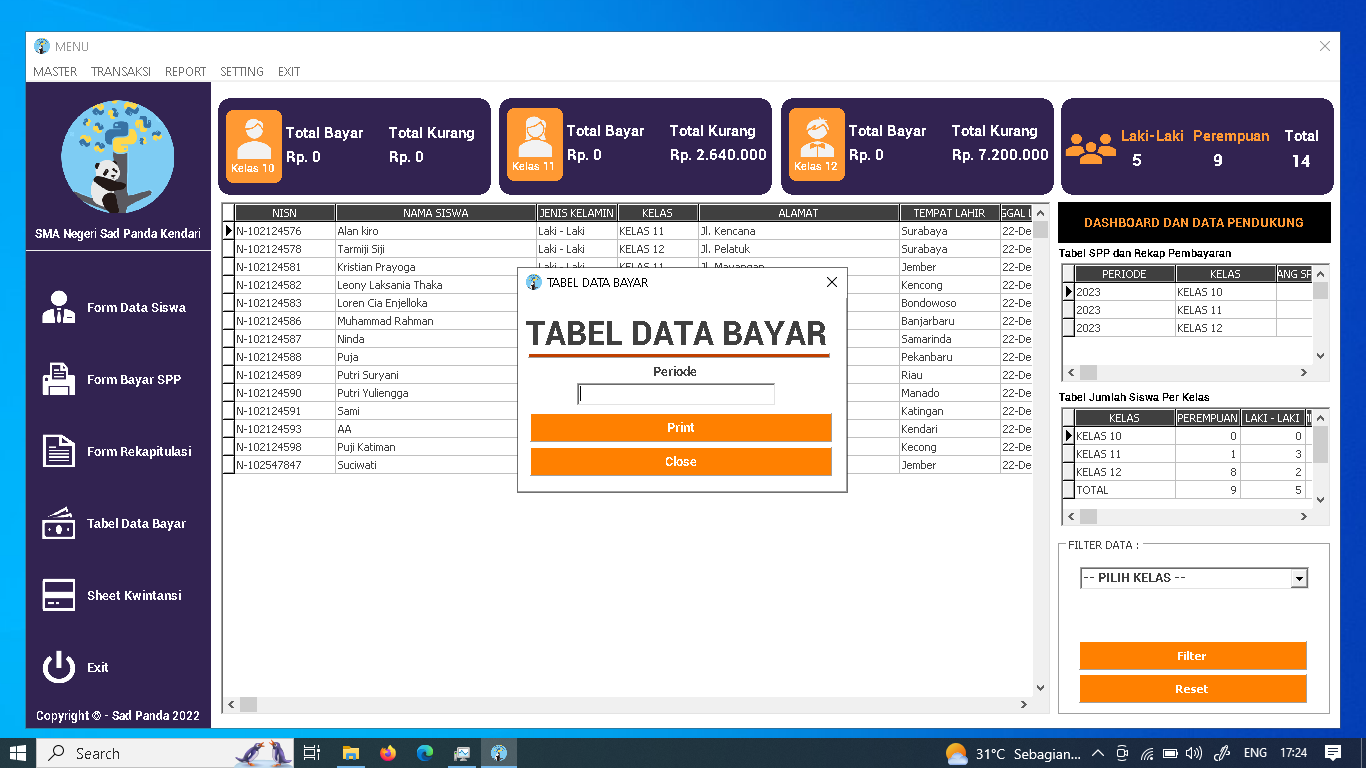 MENU
MASTER TRANSAKSI REPORT SETTING EXIT
SMA Negeri Sad Panda Kendari
Form Data Siswa
Form Bayar SPP
Form Rekapitulasi
Tabel Data Bayar
Sheet Kwintansi
Exit
Copyright © - Sad Panda 2022
Kelas 10
Total Bayar Total Kurang
Rp. 0 Rp. 0
Kelas 11
Total Bayar Total Kurang
Rp. 0 Rp. 2.640.000
Kelas 12
Total Bayar Total Kurang
Rp. 0 Rp. 7.200.000
Laki-Laki Perempuan Total
5 9 14
NISN NAMA SISWA JENIS KELAMIN KELAS ALAMAT TEMPAT LAHIR GGAL L
N-102124576 Alan kiro Laki - Laki KELAS 11 Jl. Kencana Surabaya 22-De
N-102124578 Tarmiji Siji Laki - Laki KELAS 12 Jl. Pelatuk Surabaya 22-De
N-102124581 Kristian Prayoga Laki - Laki KELAS 11 Jl. Mayangan Jember 22-De
N-102124582 Leony Laksania Thaka Kencong 22-De
N-102124583 Loren Cia Enjelloka Bondowoso 22-De
N-102124586 Muhammad Rahman Banjarbaru 22-De
N-102124587 Ninda Samarinda 22-De
N-102124588 Puja Pekanbaru 22-De
N-102124589 Putri Suryani Riau 22-De
N-102124590 Putri Yuliengga Manado 22-De
N-102124591 Sami Katingan 22-De
N-102124593 AA Kendari 22-De
N-102124598 Puji Katiman Kecong 22-De
N-102547847 Suciwati Jember 22-De
TABEL DATA BAYAR
TABEL DATA BAYAR
Periode
Print
Close
DASHBOARD DAN DATA PENDUKUNG
Tabel SPP dan Rekap Pembayaran
PERIODE KELAS ANG SP
2023 KELAS 10
2023 KELAS 11
2023 KELAS 12
Tabel Jumlah Siswa Per Kelas
KELAS PEREMPUAN LAKI - LAKI
KELAS 10 0 0
KELAS 11 1 3
KELAS 12 8 2
TOTAL 9 5
FILTER DATA :
-- PILIH KELAS --
Filter
Reset
Search
31°C Sebagian... ENG 17:24